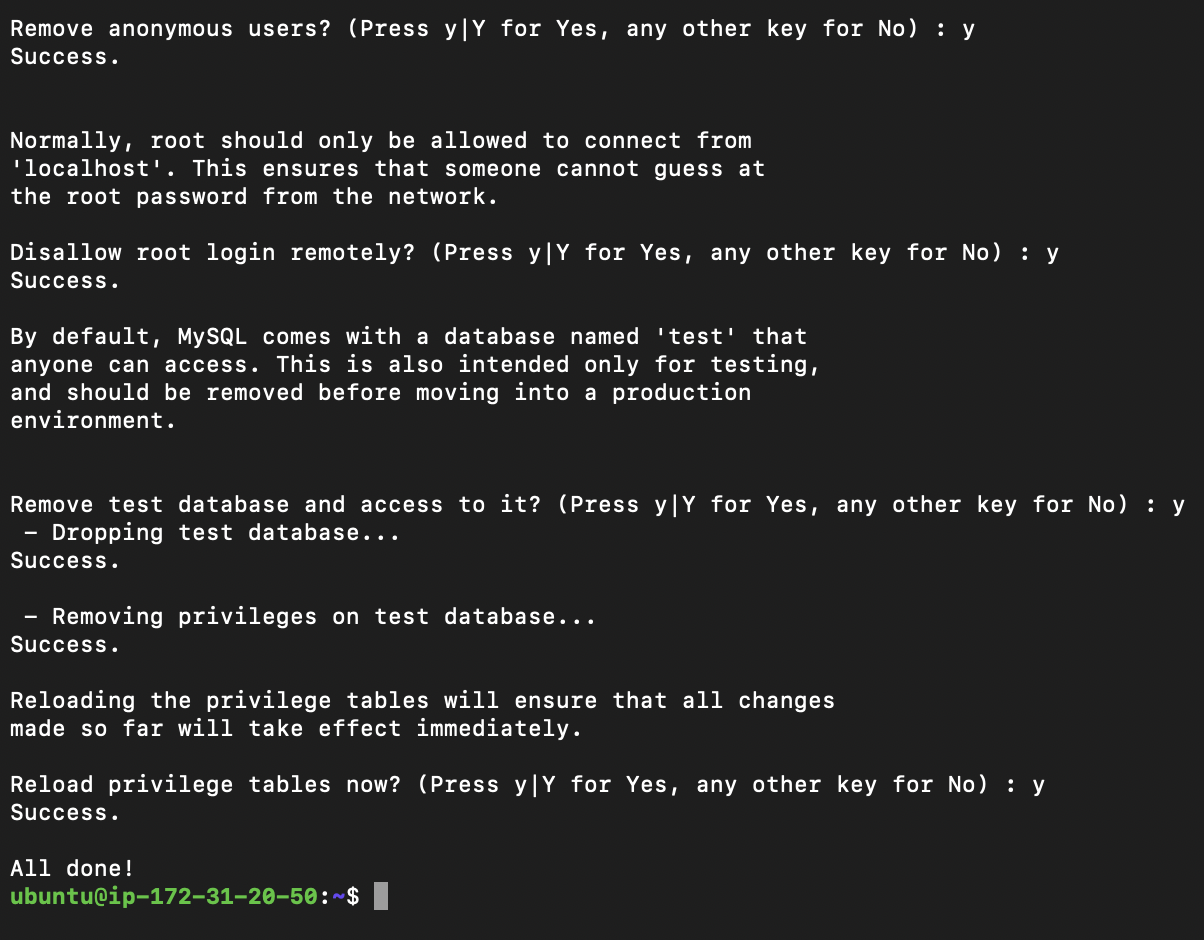 Remove anonymous users? (Press y|Y for Yes, any other key for No) : y
Success.
Normally, root should only be allowed to connect from
'localhost'. This ensures that someone cannot guess at
the root password from the network.
Disallow root login remotely? (Press y|Y for Yes, any other key for No) : y
Success.
By default, MySQL comes with a database named 'test' that
anyone can access. This is also intended only for testing,
and should be removed before moving into a production
environment.
Remove test database and access to it? (Press y|Y for Yes, any other key for No) : y
 - Dropping test database...
Success.
 - Removing privileges on test database...
Success.
Reloading the privilege tables will ensure that all changes
made so far will take effect immediately.
Reload privilege tables now? (Press y|Y for Yes, any other key for No) : y
Success.
All done!
ubuntu@ip-172-31-20-50:~$